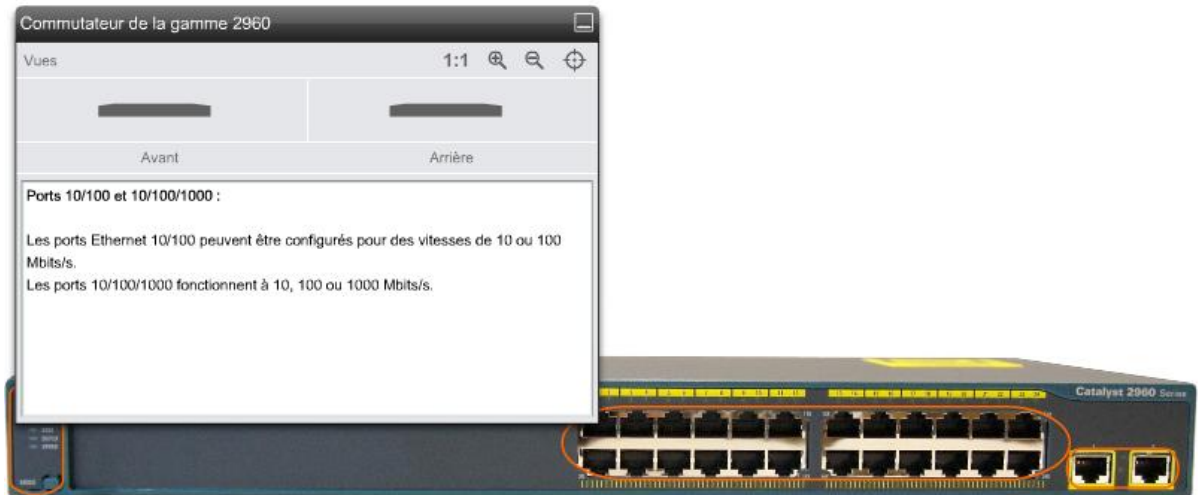 Commutateur de la gamme 2960
Vues 1:1
Avant Arrière
Ports 10/100 et 10/100/1000 :
Les ports Ethernet 10/100 peuvent être configurés pour des vitesses de 10 ou 100
Mbits/s.
Les ports 10/100/1000 fonctionnent à 10, 100 ou 1000 Mbits/s.
Catalyst 2960 Series